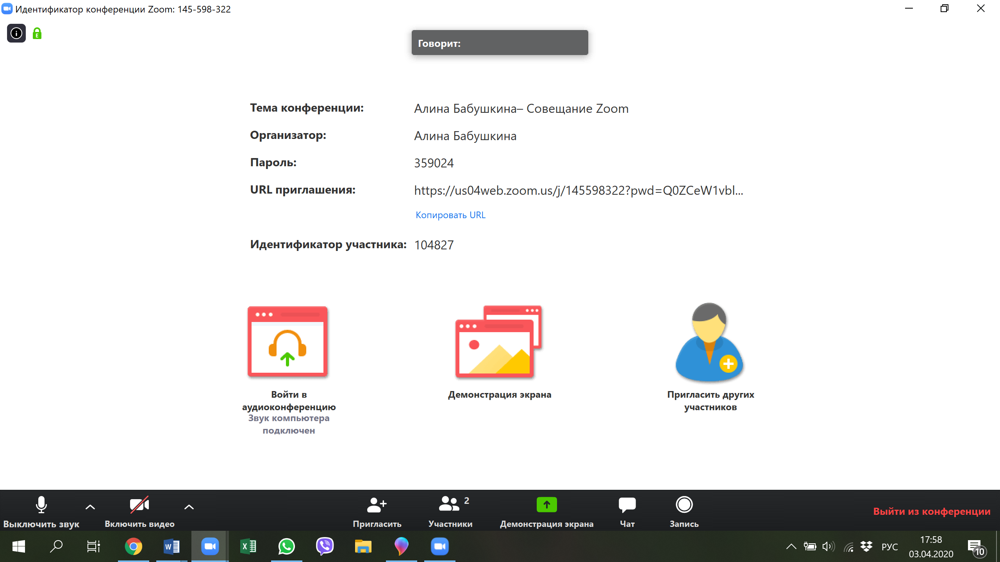 Идентификатор конференции Zoom: 145-598-322
Говорит:
Тема конференции: Алина Бабушкина– Совещание Zoom
Организатор: Алина Бабушкина
Пароль: 359024
URL приглашения: https://us04web.zoom.us/j/145598322?pwd=Q0ZCeW1vbl...
Копировать URL
Идентификатор участника: 104827
Войти в
аудиоконференцию
Звук компьютера
подключен
Демонстрация экрана
Пригласить других
участников
2
Выключить звук
Включить видео
Пригласить
Участники
Демонстрация экрана
Чат
Запись
Выйти из конференции
РУС
17:58
03.04.2020
10